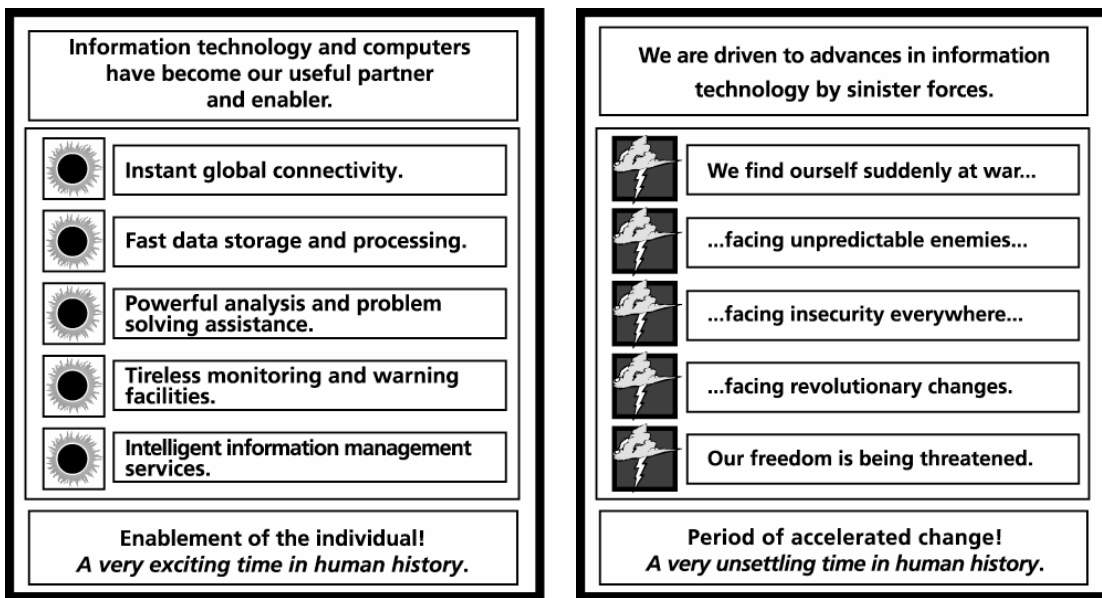 Information technology and computers
have become our useful partner
and enabler.
Instant global connectivity.
Fast data storage and processing.
Powerful analysis and problem
solving assistance.
Tireless monitoring and warning
facilities.
Intelligent information management
services.
Enablement of the individual!
A very exciting time in human history.
We are driven to advances in information
technology by sinister forces.
We find ourself suddenly at war...
...facing unpredictable enemies...
...facing insecurity everywhere...
...facing revolutionary changes.
Our freedom is being threatened.
Period of accelerated change!
A very unsettling time in human history.